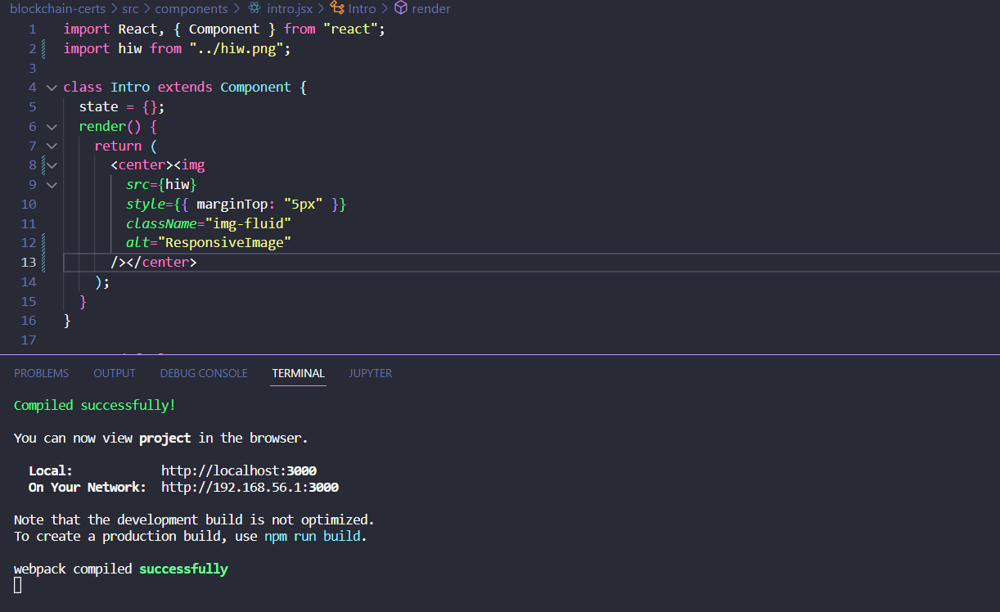 blockchain-certs > src > components > intro.jsx > Intro > render
1 import React, { Component } from "react";
2 import hiw from "../hiw.png";
3
4 class Intro extends Component {
5 state = {};
6 render() {
7 return (
8 <center><img
9 src={hiw}
10 style={{ marginTop: "5px" }}
11 className="img-fluid"
12 alt="ResponsiveImage"
13 /></center>
14 );
15 }
16 }
17
PROBLEMS OUTPUT DEBUG CONSOLE TERMINAL JUPYTER
Compiled successfully!
You can now view project in the browser.
Local: http://localhost:3000
On Your Network: http://192.168.56.1:3000
Note that the development build is not optimized.
To create a production build, use npm run build.
webpack compiled successfully